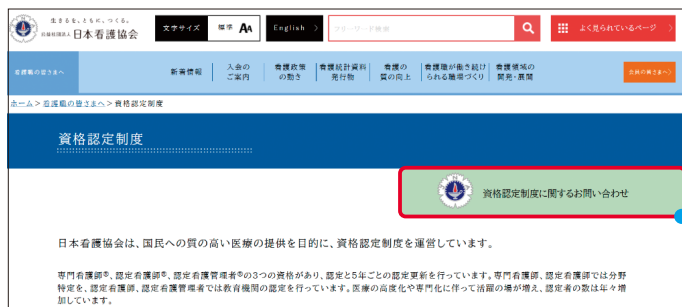 生きるを、ともに、つくる。
公益社団法人 日本看護協会
文字サイズ 標準 AA
English >
フリーワード検索
よく見られているページ >
看護職の皆さまへ
新着情報
入会の
ご案内
看護政策
の動き
看護統計資料
発行物
看護の
質の向上
看護職が働き続け
られる職場づくり
看護領域の
開発・展開
会員の皆さまへ>
ホーム > 看護職の皆さまへ > 資格認定制度
資格認定制度
資格認定制度に関するお問い合わせ
日本看護協会は、国民への質の高い医療の提供を目的に、資格認定制度を運営しています。
専門看護師®、認定看護師®、認定看護管理者®の3つの資格があり、認定と5年ごとの認定更新を行っています。専門看護師、認定看護師では分野
特定を、認定看護師、認定看護管理者では教育機関の認定を行っています。医療の高度化や専門化に伴って活躍の場が増え、認定者の数は年々増
加しています。